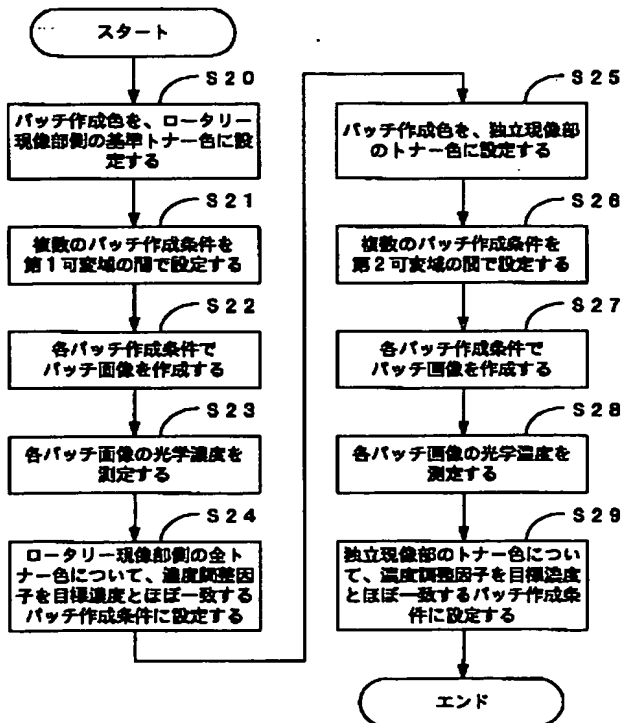 スタート
S20
パッチ作成色を、ロータリー
現像部側の基準トナー色に設
定する
S21
複数のパッチ作成条件を
第1可変域の間で設定する
S22
各パッチ作成条件で
パッチ画像を作成する
S23
各パッチ画像の光学濃度を
測定する
S24
ロータリー現像部側の全ト
ナー色について、濃度調整因
子を目標濃度とほぼ一致する
パッチ作成条件に設定する
S25
パッチ作成色を、独立現像部
のトナー色に設定する
S26
複数のパッチ作成条件を
第2可変域の間で設定する
S27
各パッチ作成条件で
パッチ画像を作成する
S28
各パッチ画像の光学濃度を
測定する
S29
独立現像部のトナー色につい
て、濃度調整因子を目標濃度
とほぼ一致するパッチ作成条
件に設定する
エンド